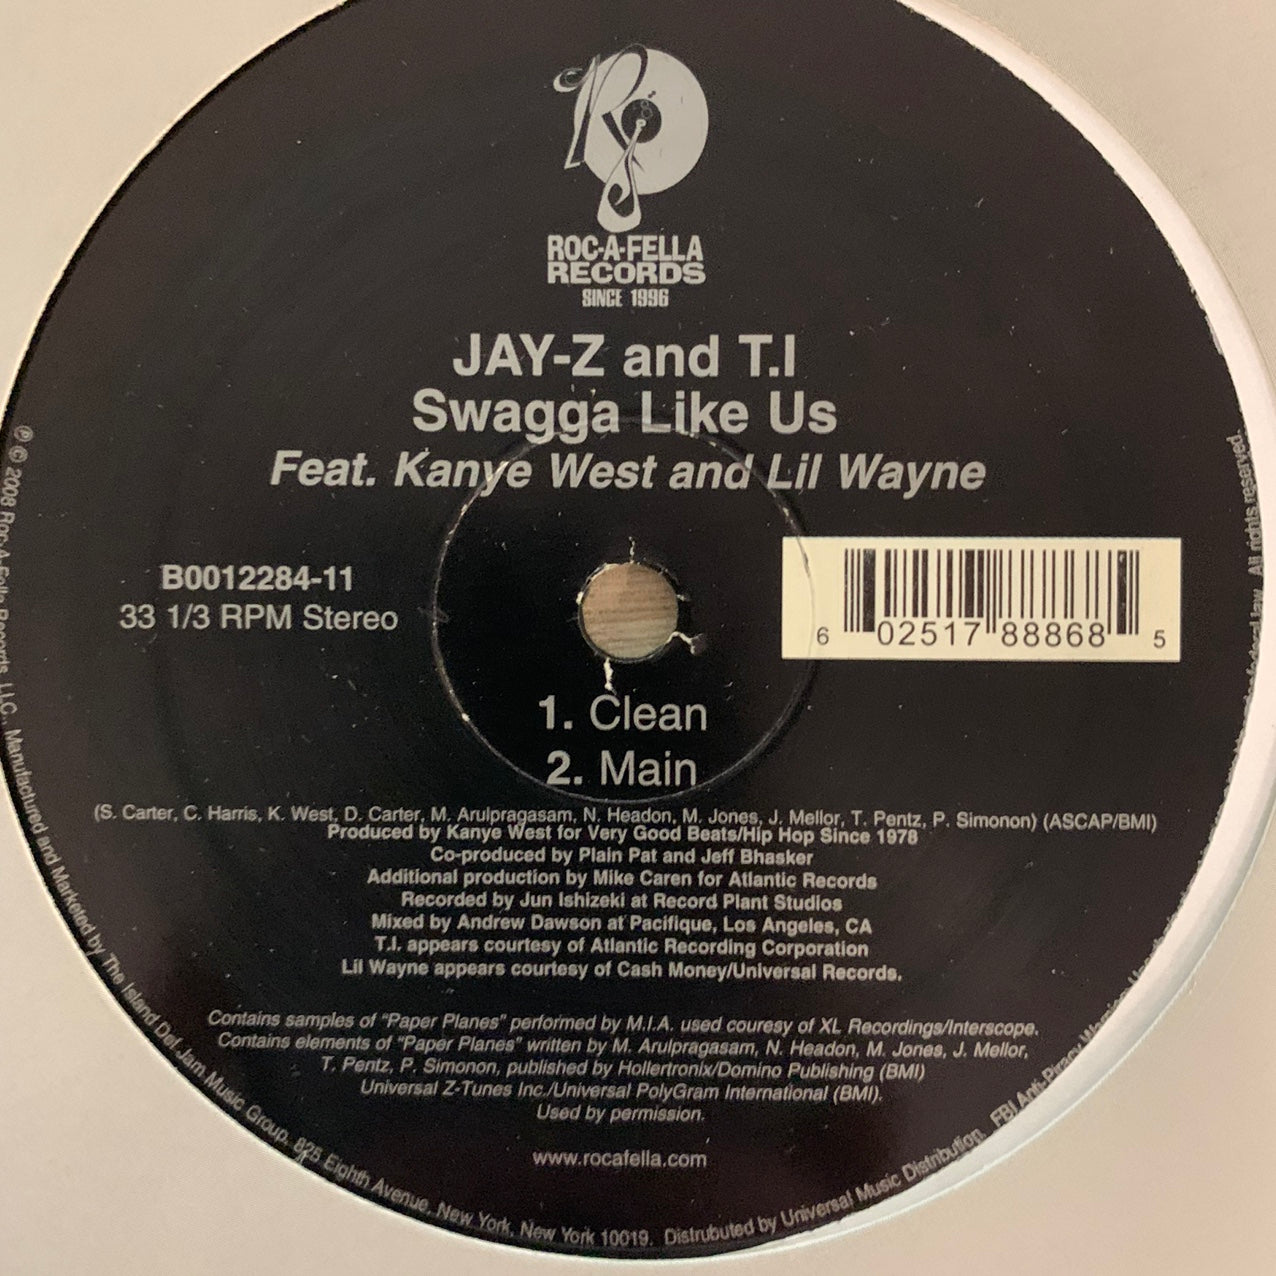 ROC-A-FELLA
RECORDS
SINCE 1996
JAY-Z and T.I
Swagga Like Us
Feat. Kanye West and Lil Wayne
B0012284-11
33 1/3 RPM Stereo
6 02517 88868 5
1. Clean
2. Main
(S. Carter, C. Harris, K. West, D. Carter, M. Arulpragasam, N. Headon, M. Jones, J. Mellor, T. Pentz, P. Simonon) (ASCAP/BMI)
Produced by Kanye West for Very Good Beats/Hip Hop Since 1978
Co-produced by Plain Pat and Jeff Bhasker
Additional production by Mike Caren for Atlantic Records
Recorded by Jun Ishizeki at Record Plant Studios
Mixed by Andrew Dawson at Pacifique, Los Angeles, CA
T.I. appears courtesy of Atlantic Recording Corporation
Lil Wayne appears courtesy of Cash Money/Universal Records.
Contains samples of "Paper Planes" performed by M.I.A. used couresy of XL Recordings/Interscope.
Contains elements of "Paper Planes" written by M. Arulpragasam, N. Headon, M. Jones, J. Mellor,
T. Pentz, P. Simonon, published by Hollertronix/Domino Publishing (BMI)
Universal Z-Tunes Inc./Universal PolyGram International (BMI).
Used by permission.
www.rocafella.com
℗ © 2008 Roc-A-Fella Records, LLC. Manufactured and Marketed by The Island Def Jam Music Group. 825 Eighth Avenue, New York, New York 10019. Distrubuted by Universal Music Distribution. FBI Anti-Piracy Warning: federal law. All rights reserved.